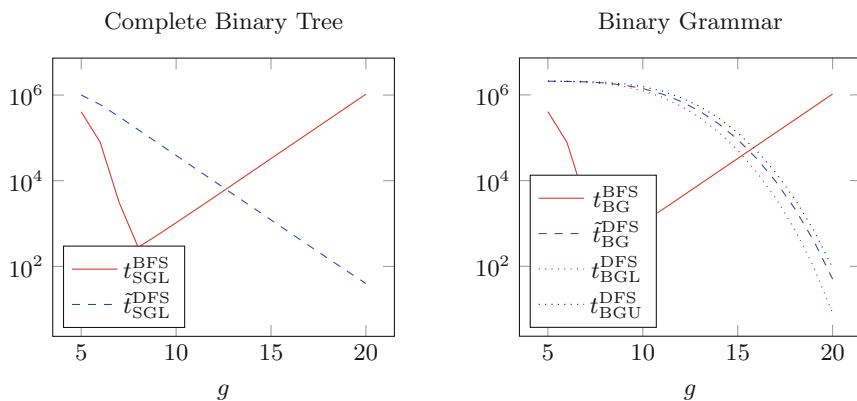 Complete Binary Tree
10^6
10^4
10^2
t_SGL^BFS
t̃_SGL^DFS
5 10 15 20
g
Binary Grammar
10^6
10^4
10^2
t_BG^BFS
t̃_BG^DFS
t_BGL^DFS
t_BGU^DFS
5 10 15 20
g